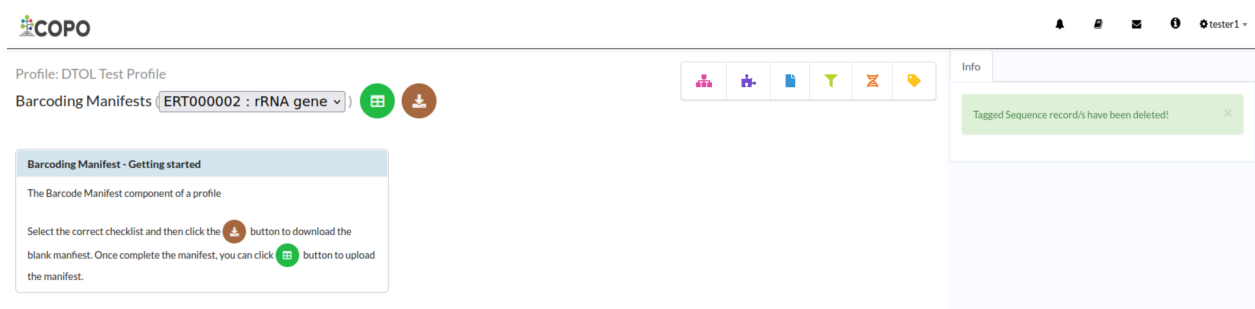 COPO
tester1
Profile: DTOL Test Profile
Barcoding Manifests ( ERT000002 : rRNA gene )
Info
Tagged Sequence record/s have been deleted!
Barcoding Manifest - Getting started
The Barcode Manifest component of a profile
Select the correct checklist and then click the button to download the
blank manfiest. Once complete the manifest, you can click button to upload
the manifest.